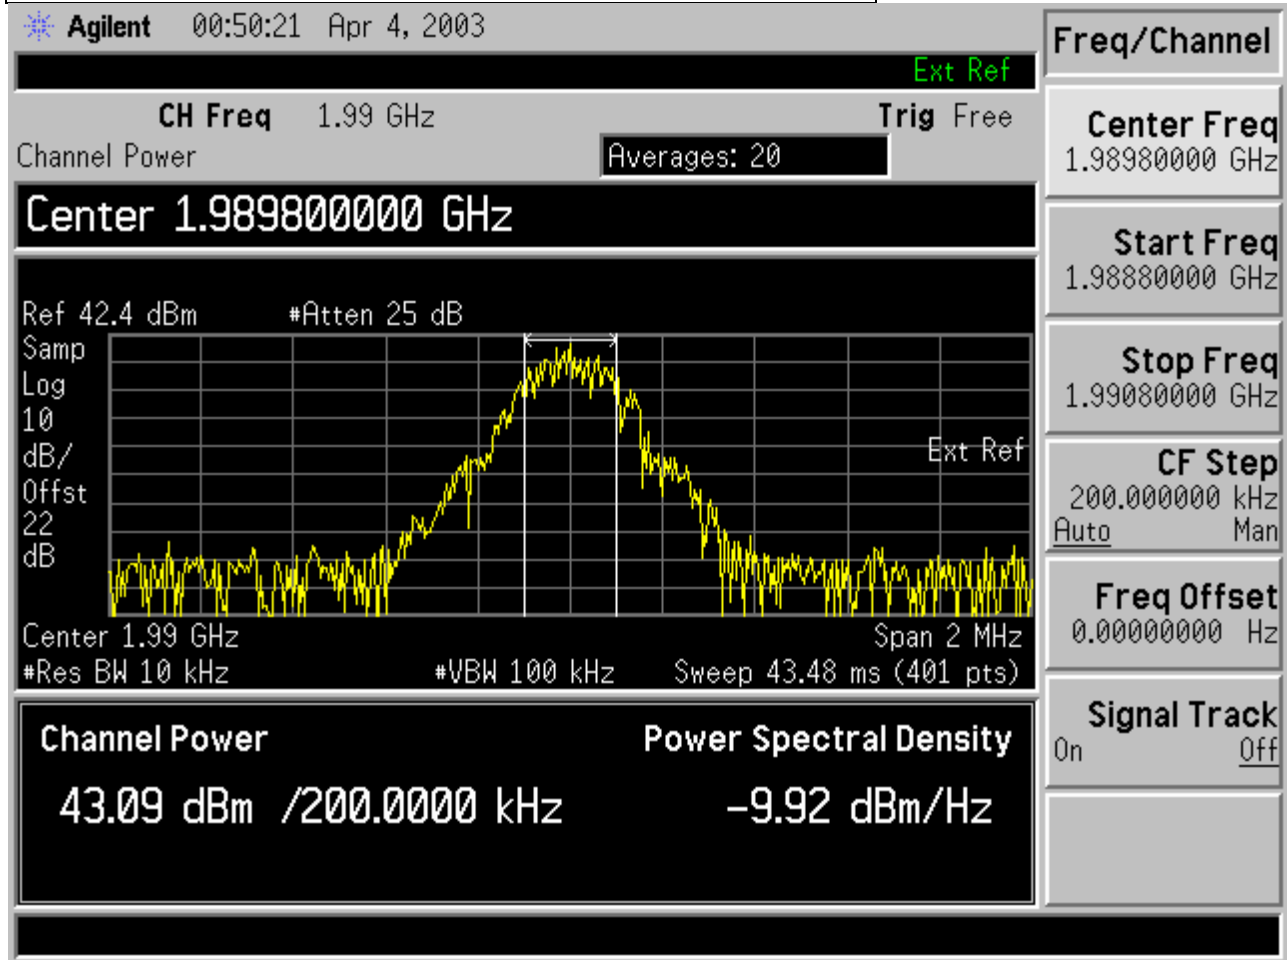 Agilent 00:50:21 Apr 4, 2003
Ext Ref
CH Freq 1.99 GHz Trig Free
Channel Power Averages: 20
Center 1.989800000 GHz
Ref 42.4 dBm #Atten 25 dB
Samp
Log
10
dB/
Offst
22
dB
Ext Ref
Center 1.99 GHz Span 2 MHz
#Res BW 10 kHz #VBW 100 kHz Sweep 43.48 ms (401 pts)
Channel Power Power Spectral Density
43.09 dBm /200.0000 kHz -9.92 dBm/Hz
Freq/Channel
Center Freq
1.98980000 GHz
Start Freq
1.98880000 GHz
Stop Freq
1.99080000 GHz
CF Step
200.000000 kHz
Auto Man
Freq Offset
0.00000000 Hz
Signal Track
On Off